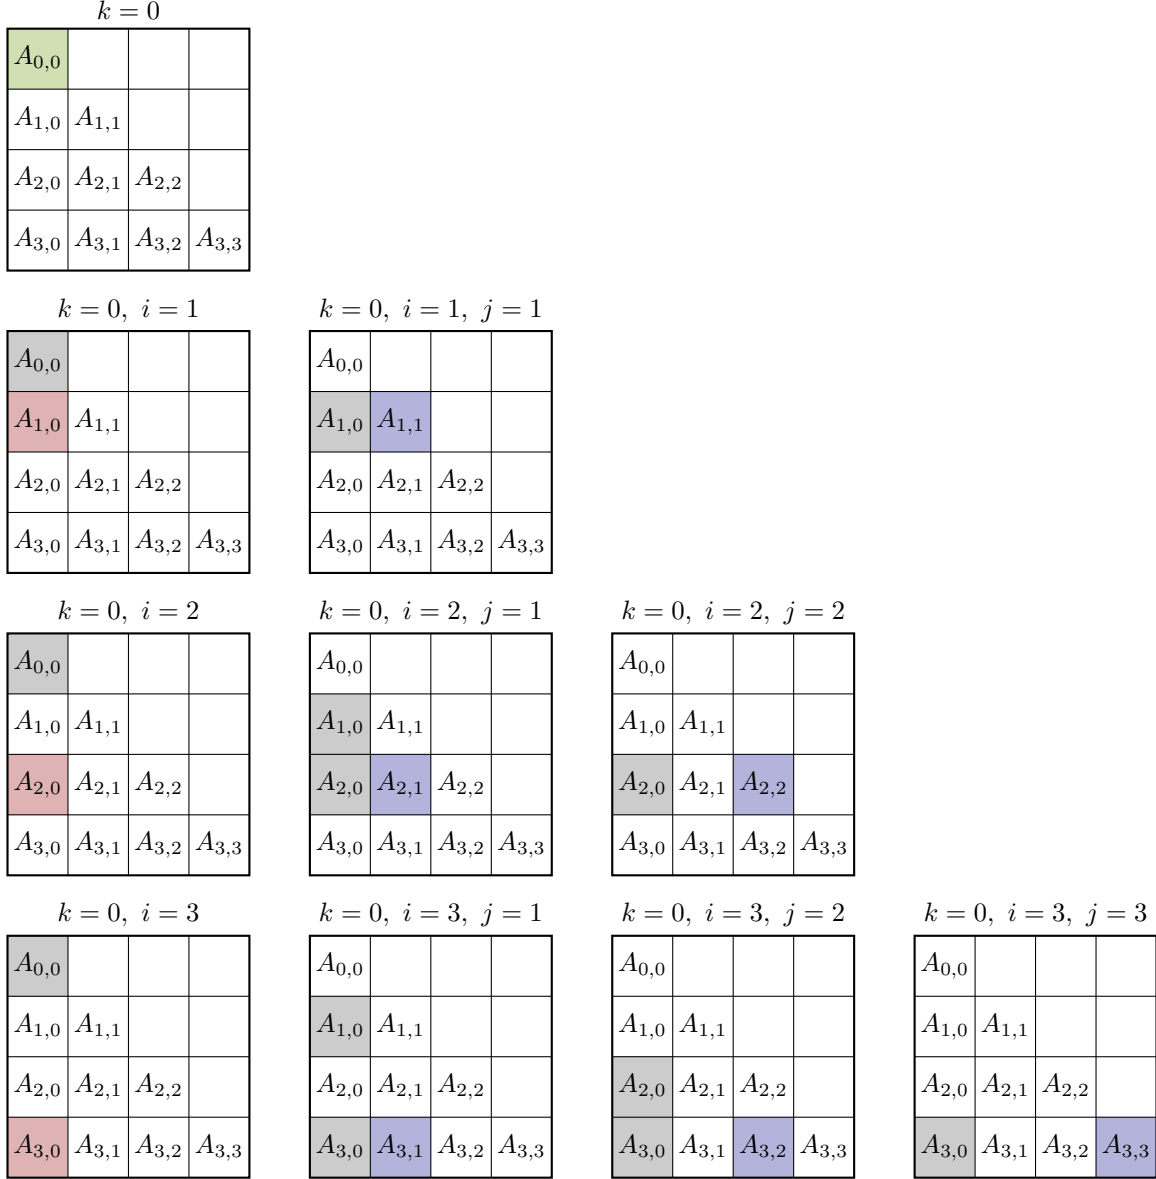 k = 0
A₀,₀
A₁,₀ A₁,₁
A₂,₀ A₂,₁ A₂,₂
A₃,₀ A₃,₁ A₃,₂ A₃,₃
k = 0, i = 1
A₀,₀
A₁,₀ A₁,₁
A₂,₀ A₂,₁ A₂,₂
A₃,₀ A₃,₁ A₃,₂ A₃,₃
k = 0, i = 1, j = 1
A₀,₀
A₁,₀ A₁,₁
A₂,₀ A₂,₁ A₂,₂
A₃,₀ A₃,₁ A₃,₂ A₃,₃
k = 0, i = 2
A₀,₀
A₁,₀ A₁,₁
A₂,₀ A₂,₁ A₂,₂
A₃,₀ A₃,₁ A₃,₂ A₃,₃
k = 0, i = 2, j = 1
A₀,₀
A₁,₀ A₁,₁
A₂,₀ A₂,₁ A₂,₂
A₃,₀ A₃,₁ A₃,₂ A₃,₃
k = 0, i = 2, j = 2
A₀,₀
A₁,₀ A₁,₁
A₂,₀ A₂,₁ A₂,₂
A₃,₀ A₃,₁ A₃,₂ A₃,₃
k = 0, i = 3
A₀,₀
A₁,₀ A₁,₁
A₂,₀ A₂,₁ A₂,₂
A₃,₀ A₃,₁ A₃,₂ A₃,₃
k = 0, i = 3, j = 1
A₀,₀
A₁,₀ A₁,₁
A₂,₀ A₂,₁ A₂,₂
A₃,₀ A₃,₁ A₃,₂ A₃,₃
k = 0, i = 3, j = 2
A₀,₀
A₁,₀ A₁,₁
A₂,₀ A₂,₁ A₂,₂
A₃,₀ A₃,₁ A₃,₂ A₃,₃
k = 0, i = 3, j = 3
A₀,₀
A₁,₀ A₁,₁
A₂,₀ A₂,₁ A₂,₂
A₃,₀ A₃,₁ A₃,₂ A₃,₃